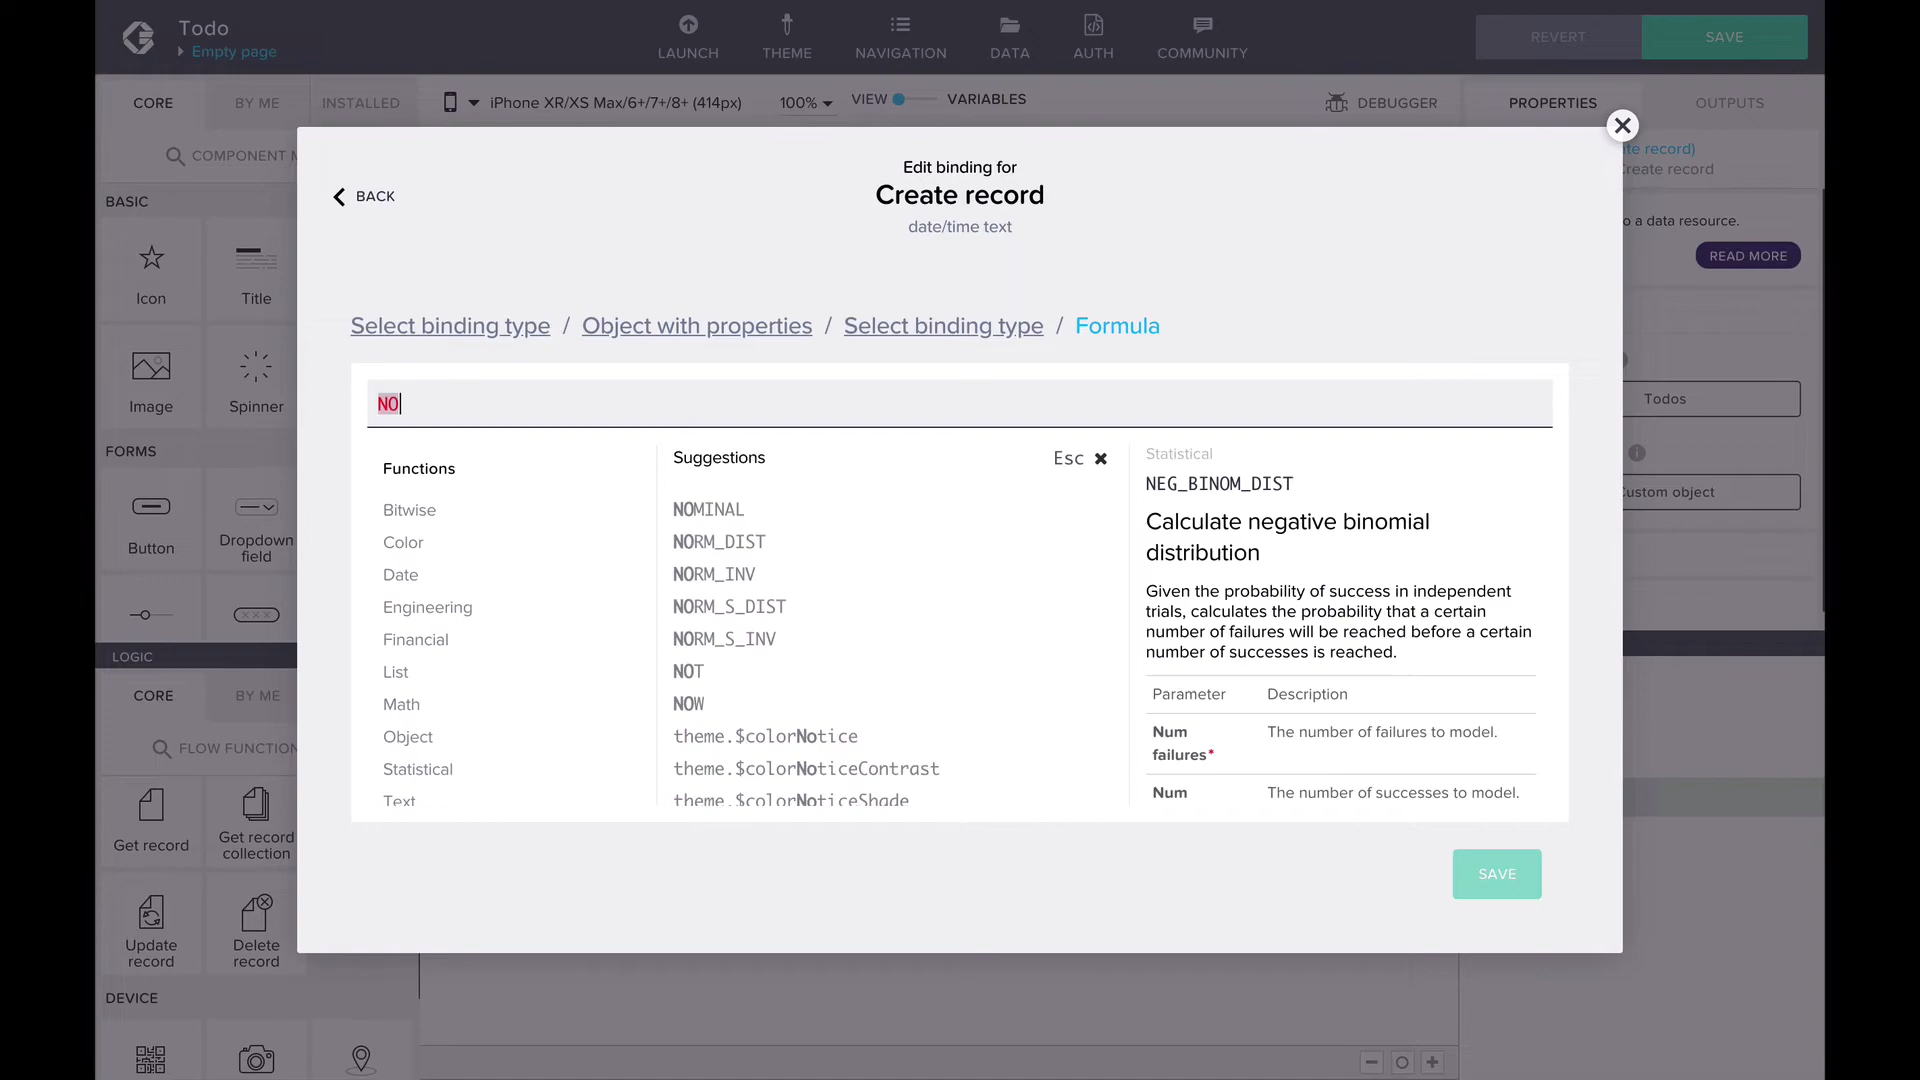 Todo
Empty page
LAUNCH
THEME
NAVIGATION
DATA
AUTH
COMMUNITY
REVERT
SAVE
CORE
BY ME
INSTALLED
iPhone XR/XS Max/6+/7+/8+ (414px)
100%
VIEW
VARIABLES
DEBUGGER
PROPERTIES
OUTPUTS
COMPONENT M
te record)
Create record
o a data resource.
READ MORE
Todos
Custom object
BASIC
Icon
Title
Image
Spinner
FORMS
Button
Dropdown
field
LOGIC
CORE
BY ME
FLOW FUNCTION
Get record
Get record
collection
Update
record
Delete
record
DEVICE
Edit binding for
Create record
date/time text
BACK
Select binding type / Object with properties / Select binding type / Formula
NO
Functions
Bitwise
Color
Date
Engineering
Financial
List
Math
Object
Statistical
Text
Suggestions
Esc
NOMINAL
NORM_DIST
NORM_INV
NORM_S_DIST
NORM_S_INV
NOT
NOW
theme.$colorNotice
theme.$colorNoticeContrast
theme.$colorNoticeShade
Statistical
NEG_BINOM_DIST
Calculate negative binomial
distribution
Given the probability of success in independent
trials, calculates the probability that a certain
number of failures will be reached before a certain
number of successes is reached.
Parameter Description
Num
failures*
The number of failures to model.
Num
The number of successes to model.
SAVE